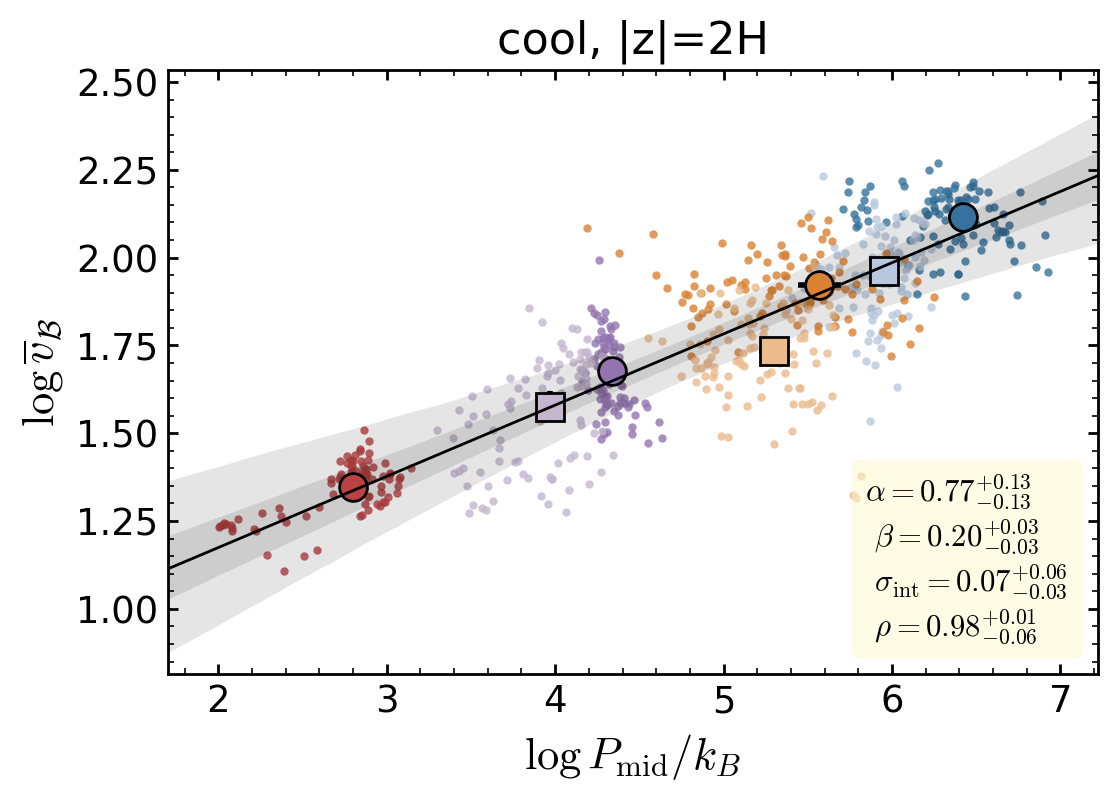 cool, |z|=2H
2.50
2.25
2.00
1.75
1.50
1.25
1.00
log v̅_ℬ
α = 0.77^{+0.13}_{−0.13}
β = 0.20^{+0.03}_{−0.03}
σ_int = 0.07^{+0.06}_{−0.03}
ρ = 0.98^{+0.01}_{−0.06}
2 3 4 5 6 7
log P_mid/k_B